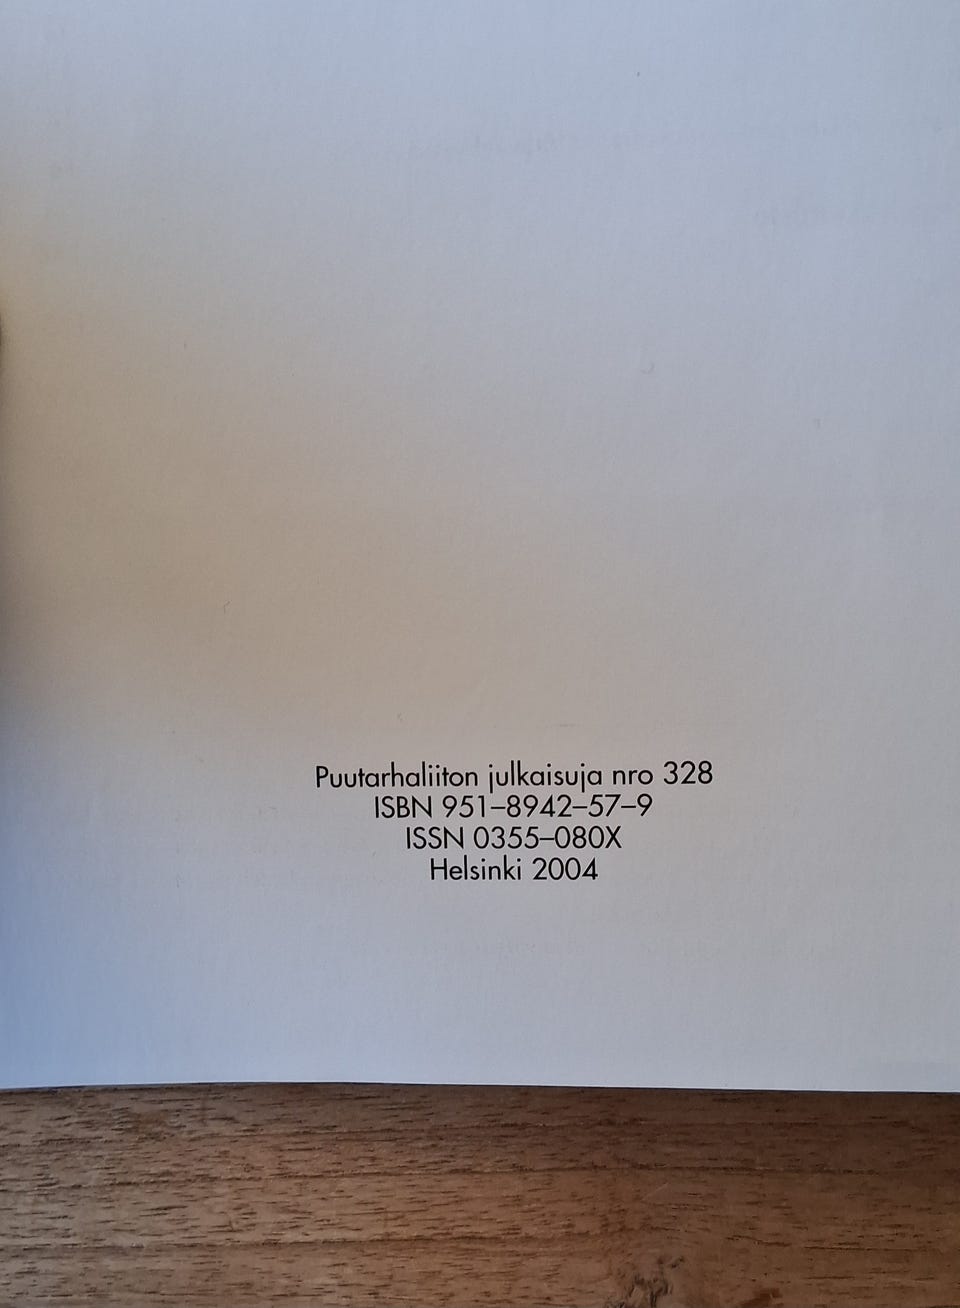 Puutarhaliiton julkaisuja nro 328
ISBN 951–8942–57–9
ISSN 0355–080X
Helsinki 2004